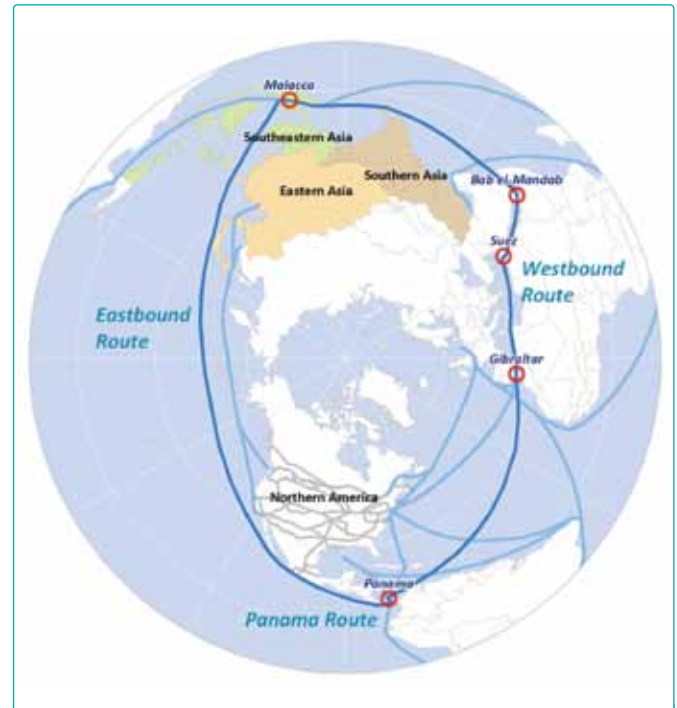 Malacca
Southeastern Asia
Southern Asia
Eastern Asia
Bab el-Mandab
Suez
Westbound
Route
Eastbound
Route
Gibraltar
Northern America
Panama
Panama Route